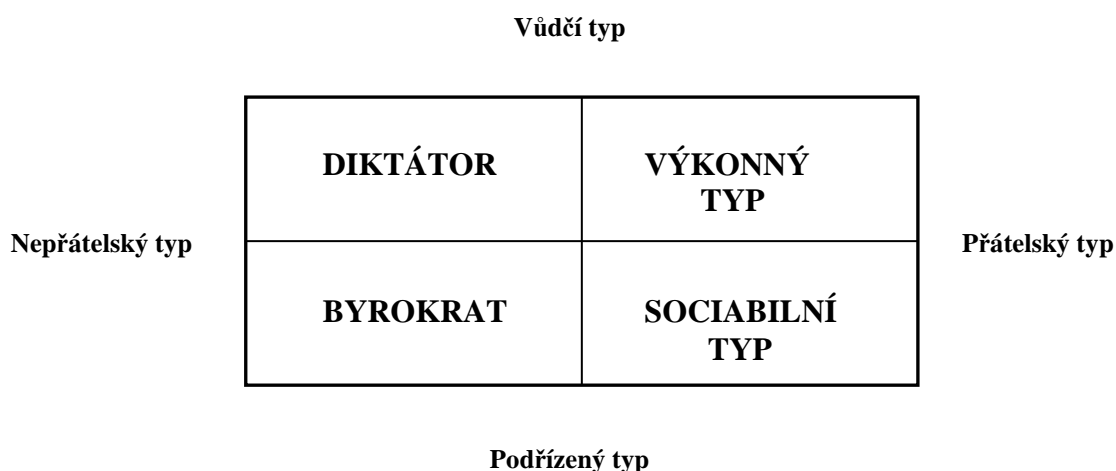 Vůdčí typ
DIKTÁTOR
VÝKONNÝ
TYP
Nepřátelský typ
Přátelský typ
BYROKRAT
SOCIABILNÍ
TYP
Podřízený typ